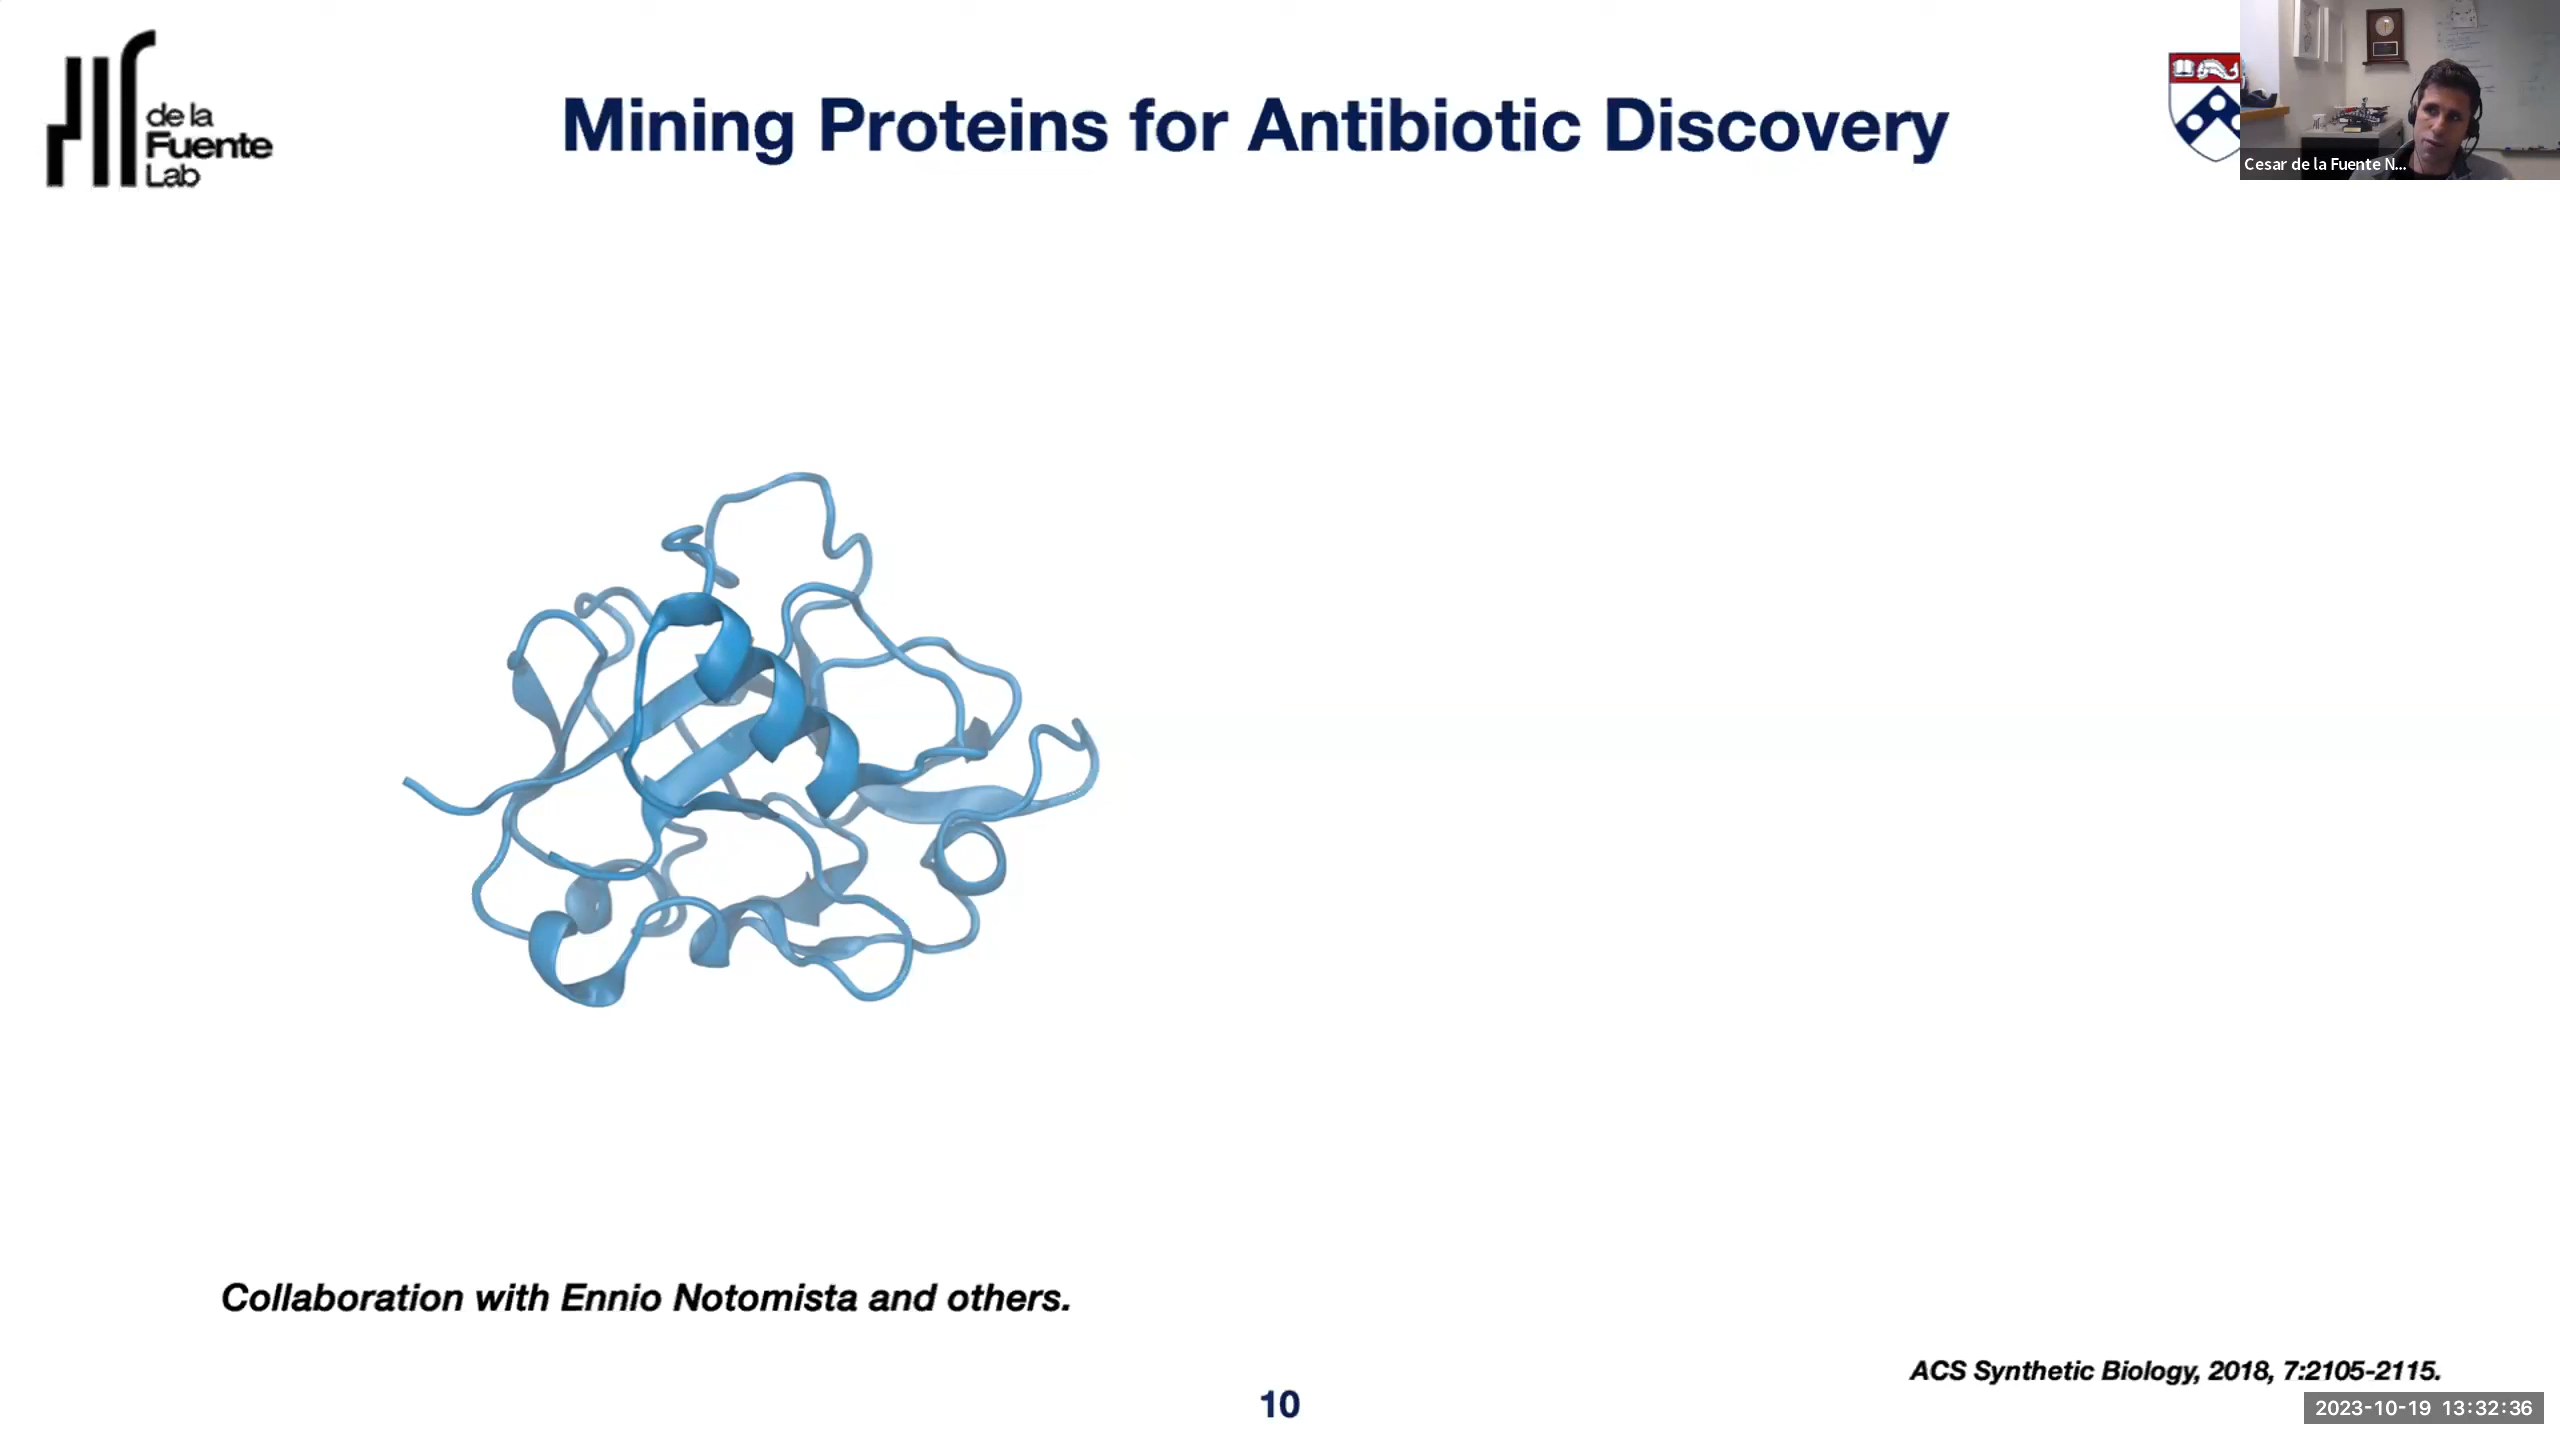 de la
Fuente
Lab
Mining Proteins for Antibiotic Discovery
Cesar de la Fuente N...
Collaboration with Ennio Notomista and others.
ACS Synthetic Biology, 2018, 7:2105-2115.
10
2023-10-19 13:32:36